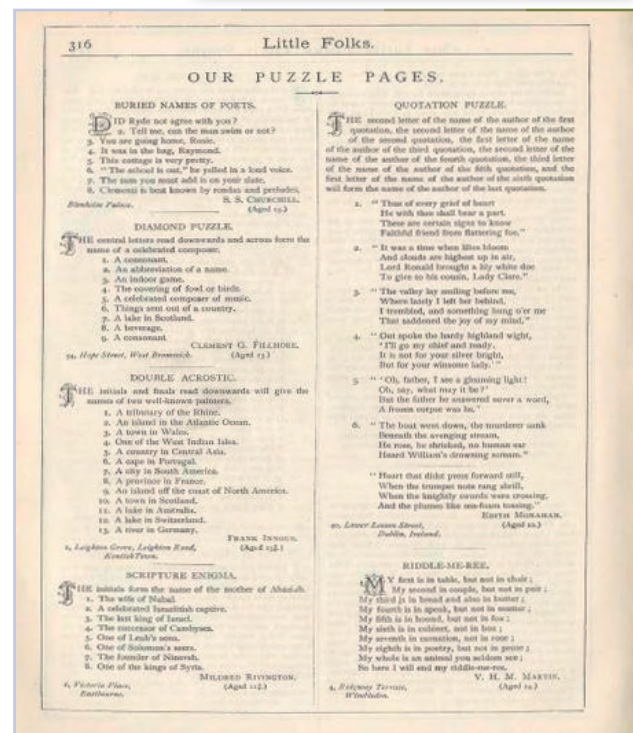 316
Little Folks.
OUR PUZZLE PAGES.
BURIED NAMES OF POETS.
DID Ryde not agree with you?
2. Tell me, can the man swim or not?
3. You are going home, Rosie.
4. It was in the bag, Raymond.
5. This cottage is very pretty.
6. "The school is out," he yelled in a loud voice.
7. The sum you must add is on your slate.
8. Clementi is best known by rondas and preludes.
S. S. CHURCHILL.
Blenheim Palace. (Aged 15.)
DIAMOND PUZZLE.
THE central letters read downwards and across form the
name of a celebrated composer.
1. A consonant.
2. An abbreviation of a name.
3. An indoor game.
4. The covering of fowl or birds.
5. A celebrated composer of music.
6. Things sent out of a country.
7. A lake in Scotland.
8. A beverage.
9. A consonant
CLEMENT G. FILLMORE.
94, Hope Street, West Bromwich. (Aged 13.)
DOUBLE ACROSTIC.
THE initials and finals read downwards will give the
names of two well-known painters.
1. A tributary of the Rhine.
2. An island in the Atlantic Ocean.
3. A town in Wales.
4. One of the West Indian Isles.
5. A country in Central Asia.
6. A cape in Portugal.
7. A city in South America.
8. A province in France.
9. An island off the coast of North America.
10. A town in Scotland.
11. A lake in Australia.
12. A lake in Switzerland.
13. A river in Germany.
FRANK INNOUS.
2, Leighton Grove, Leighton Road, (Aged 13½.)
Kentish Town.
SCRIPTURE ENIGMA.
THE initials form the name of the mother of Ahaziah.
1. The wife of Nabal.
2. A celebrated Israelitish captive.
3. The last king of Israel.
4. The successor of Cambyses.
5. One of Leah's sons.
6. One of Solomon's seers.
7. The founder of Nineveh.
8. One of the kings of Syria.
MILDRED RIVINGTON.
6, Victoria Place, (Aged 11½.)
Eastbourne.
QUOTATION PUZZLE.
THE second letter of the name of the author of the first
quotation, the second letter of the name of the author
of the second quotation, the first letter of the name
of the author of the third quotation, the second letter of the
name of the author of the fourth quotation, the third letter
of the name of the author of the fifth quotation, and the
first letter of the name of the author of the sixth quotation
will form the name of the author of the last quotation.
1. "Thus of every grief of heart
He with thee shall bear a part.
These are certain signs to know
Faithful friend from flattering foe."
2. "It was a time when lilies bloom
And clouds are highest up in air,
Lord Ronald brought a lily white doe
To give to his cousin, Lady Clare."
3. "The valley lay smiling before me,
Where lately I left her behind,
I trembled, and something hung o'er me
That saddened the joy of my mind."
4. "Out spoke the hardy highland wight,
'I'll go my chief and ready.
It is not for your silver bright,
But for your winsome lady.'"
5. "'Oh, father, I see a gleaming light!
Oh, say, what may it be?'
But the father he answered never a word,
A frozen corpse was he."
6. "The boat went down, the murderer sunk
Beneath the avenging stream,
He rose, he shrieked, no human ear
Heard William's drowning scream."
"Heart that didst press forward still,
When the trumpet note rang shrill,
When the knightly swords were crossing,
And the plumes like sea-foam tossing."
EDITH MONAHAN.
20, Lower Leeson Street, (Aged 12.)
Dublin, Ireland.
RIDDLE-ME-REE.
MY first is in table, but not in chair;
My second in couple, but not in pair;
My third is in bread and also in butter;
My fourth is in speak, but not in mutter;
My fifth is in hound, but not in fox;
My sixth is in cabinet, not in box;
My seventh in carnation, not in rose;
My eighth is in poetry, but not in prose;
My whole is an animal you seldom see;
So here I will end my riddle-me-ree.
V. H. M. MARTIN.
4, Ridgway Terrace, (Aged 12.)
Wimbledon.